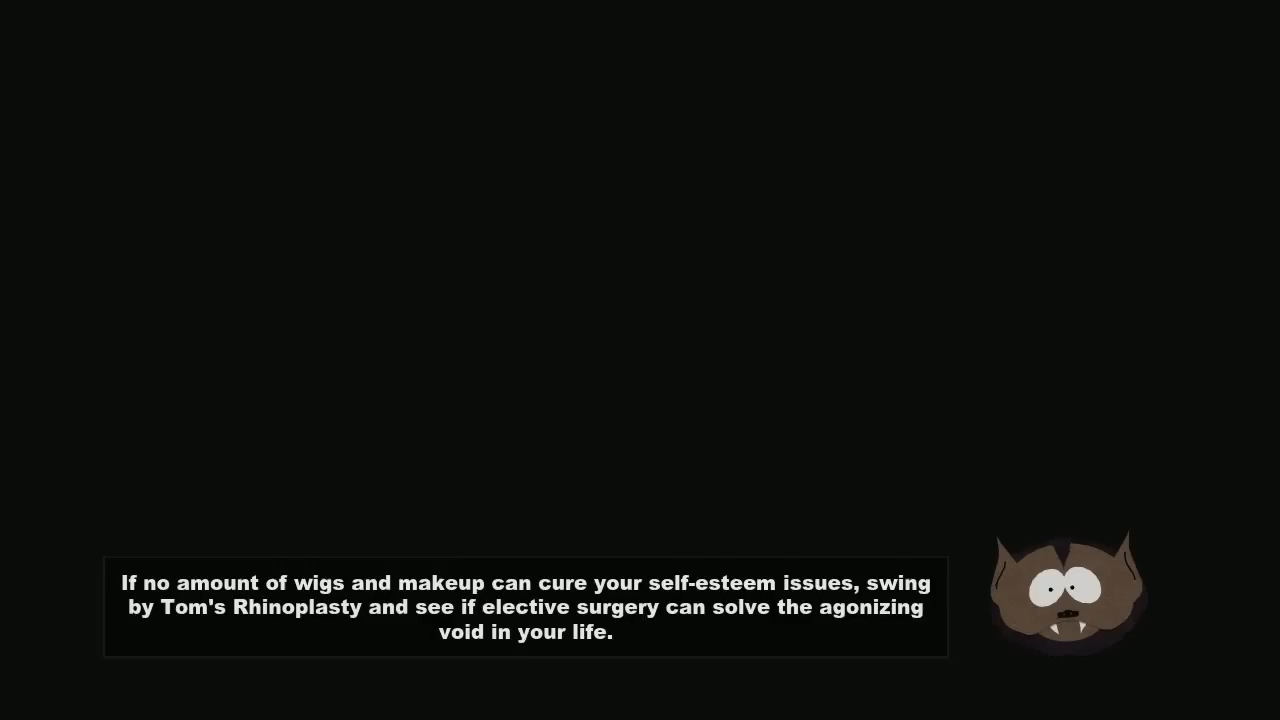 If no amount of wigs and makeup can cure your self-esteem issues, swing
by Tom's Rhinoplasty and see if elective surgery can solve the agonizing
void in your life.